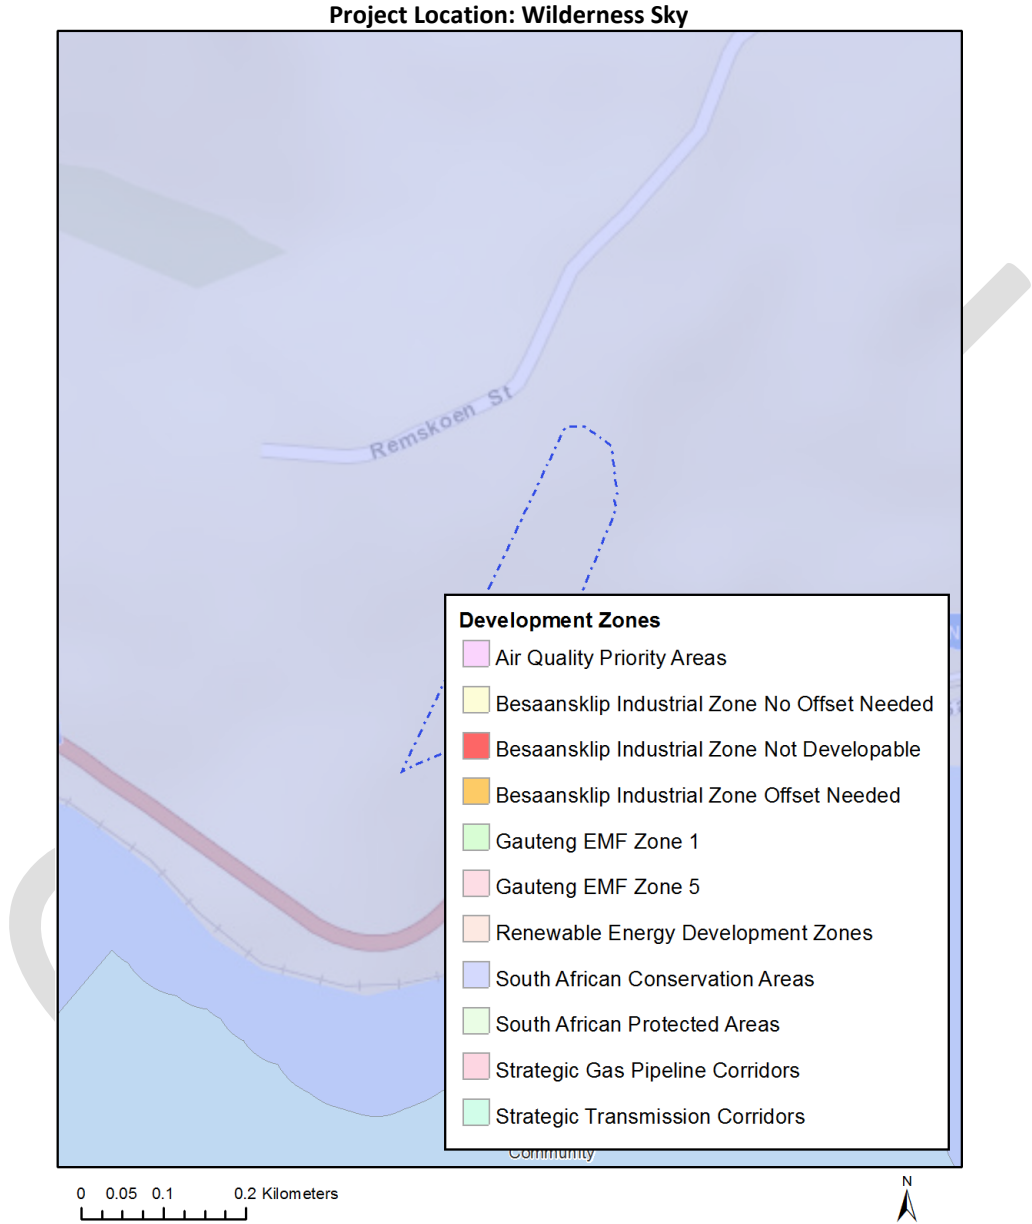 Project Location: Wilderness Sky
Remskoen St
N
Development Zones
Air Quality Priority Areas
Besaansklip Industrial Zone No Offset Needed
Besaansklip Industrial Zone Not Developable
Besaansklip Industrial Zone Offset Needed
Gauteng EMF Zone 1
Gauteng EMF Zone 5
Renewable Energy Development Zones
South African Conservation Areas
South African Protected Areas
Strategic Gas Pipeline Corridors
Strategic Transmission Corridors
Community
0 0.05 0.1 0.2 Kilometers
N